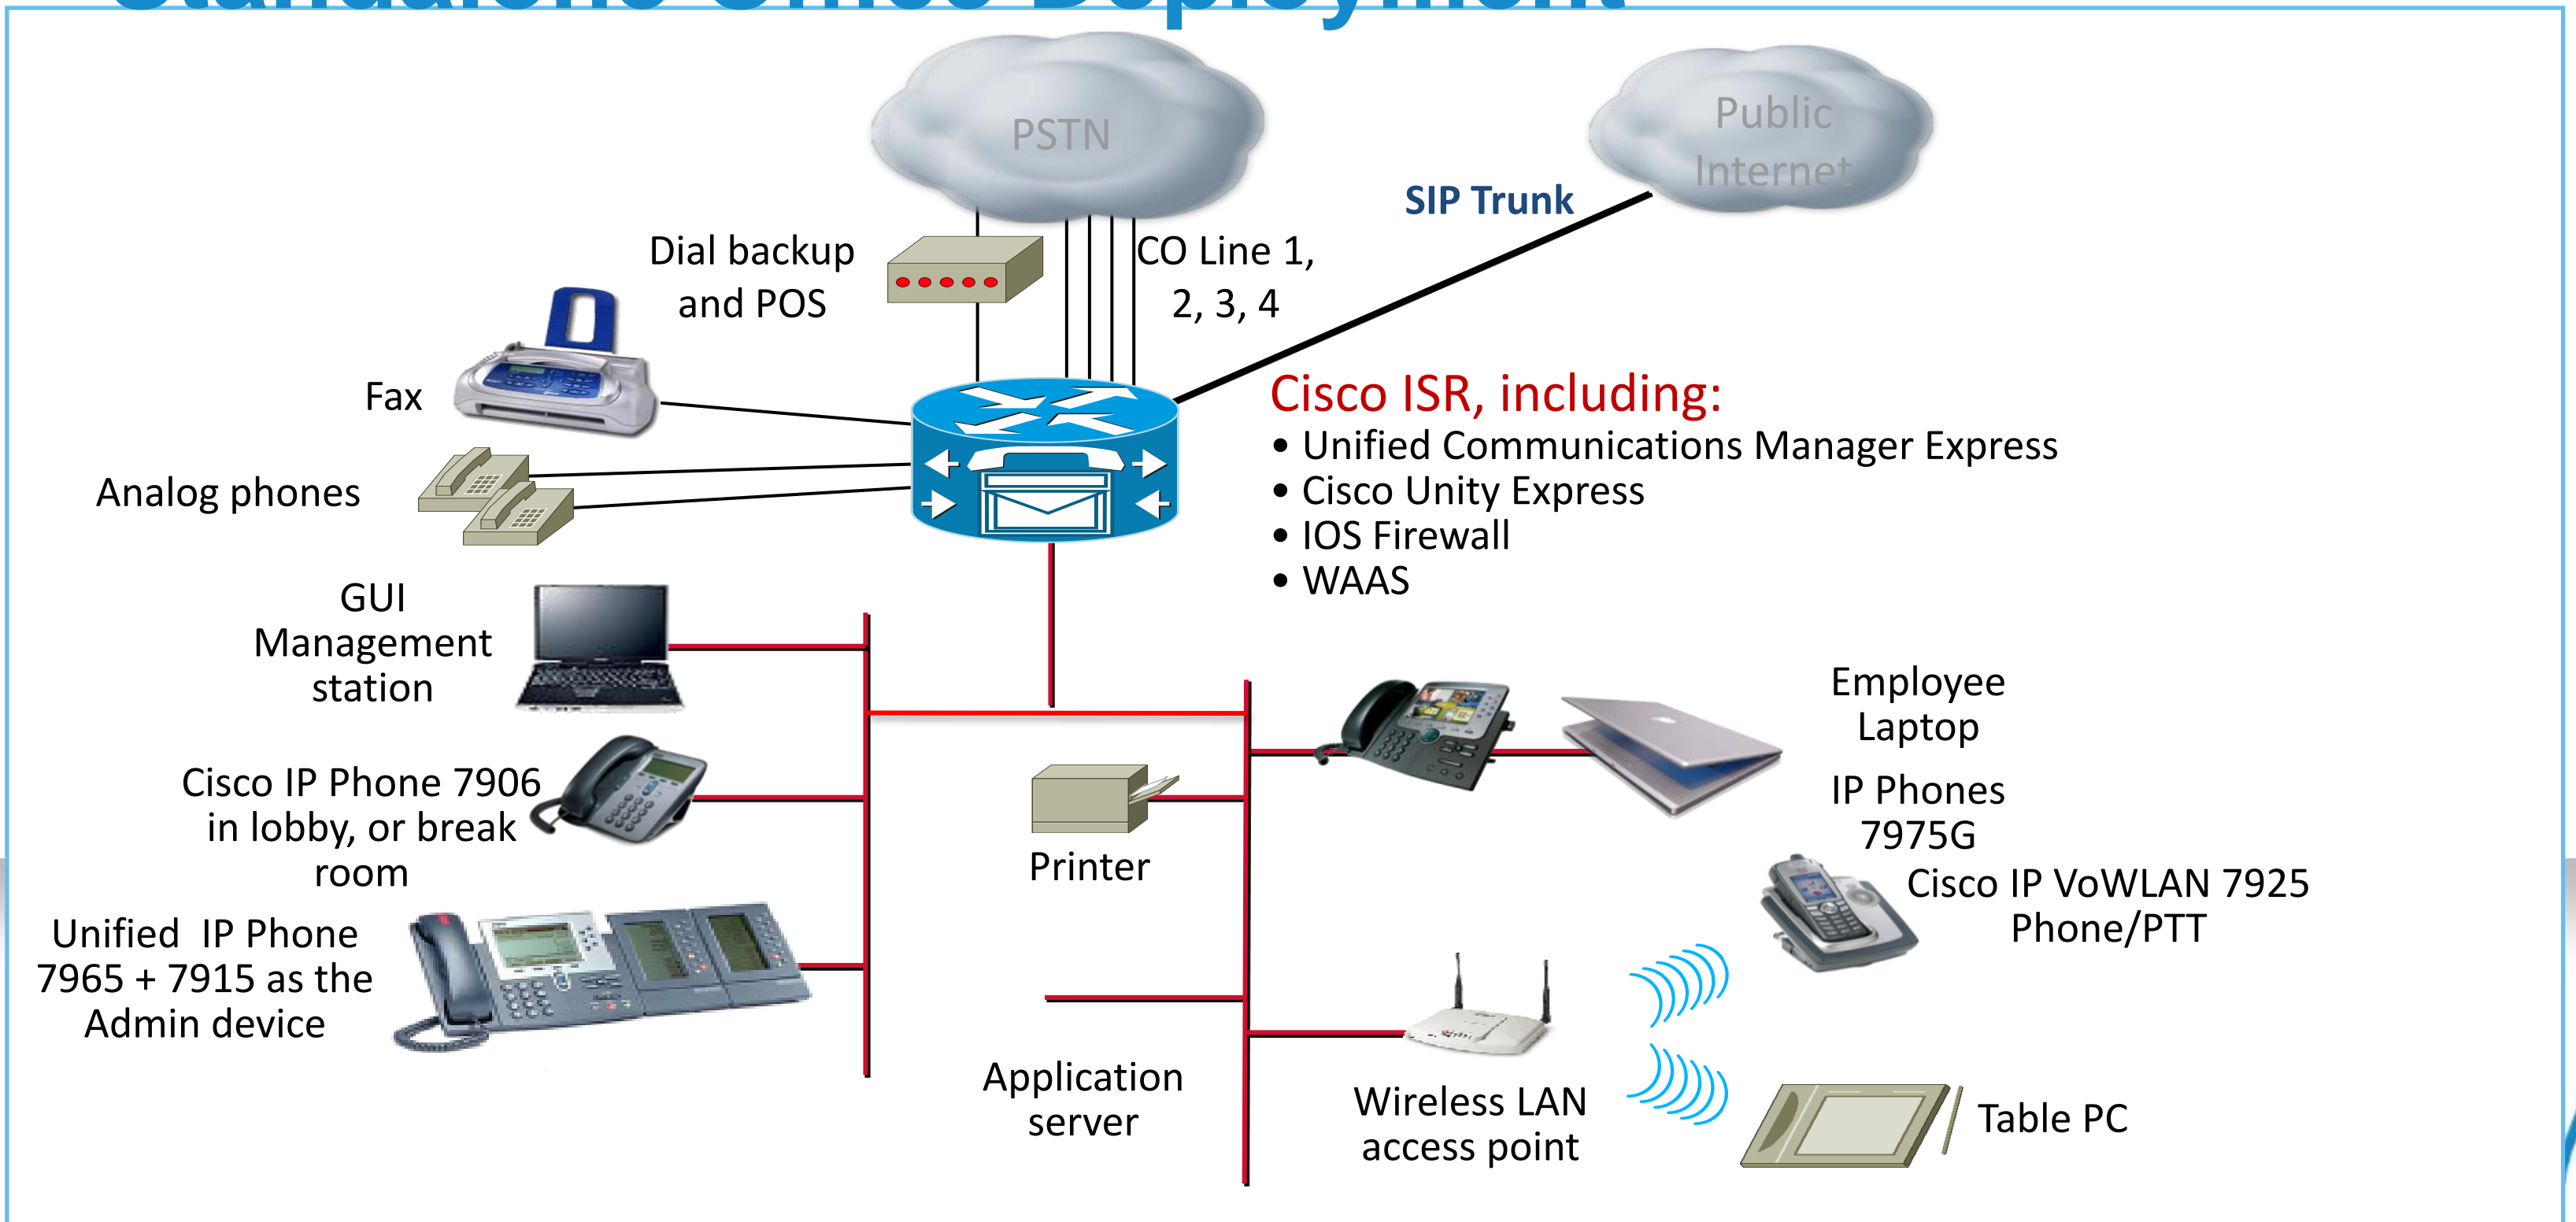 Standalone Office Deployment
PSTN
Public
Internet
SIP Trunk
Dial backup
and POS
CO Line 1,
2, 3, 4
Fax
Analog phones
Cisco ISR, including:
• Unified Communications Manager Express
• Cisco Unity Express
• IOS Firewall
• WAAS
GUI
Management
station
Employee
Laptop
Cisco IP Phone 7906
in lobby, or break
room
IP Phones
7975G
Printer
Cisco IP VoWLAN 7925
Phone/PTT
Unified  IP Phone
7965 + 7915 as the
Admin device
Application
server
Wireless LAN
access point
Table PC